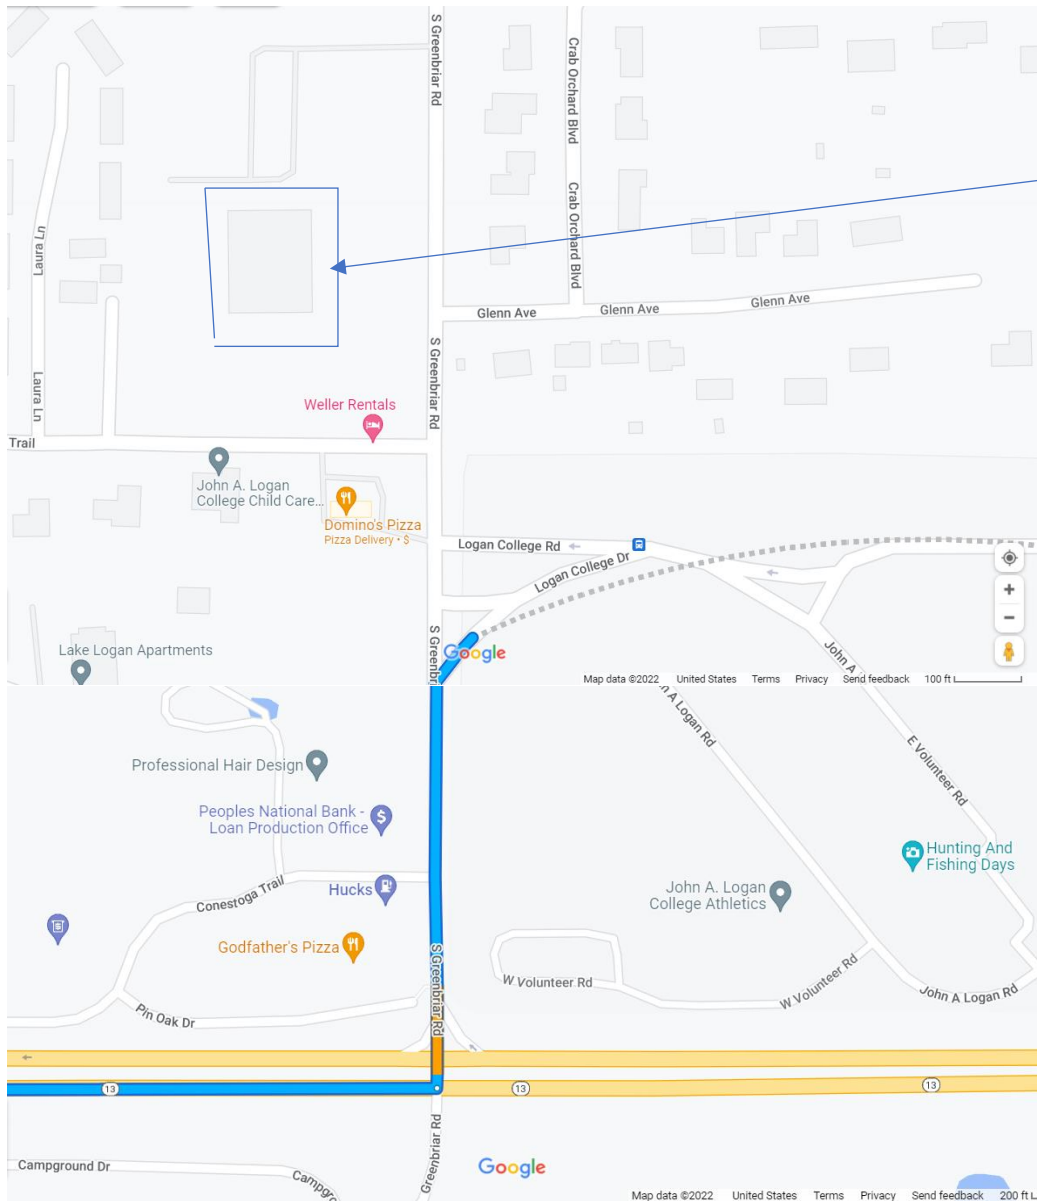 S Greenbriar Rd
Crab Orchard Blvd
Crab Orchard Blvd
Laura Ln
Glenn Ave
Glenn Ave
Glenn Ave
S Greenbriar Rd
Laura Ln
Weller Rentals
Trail
John A. Logan
College Child Care...
Domino's Pizza
Pizza Delivery • $
Logan College Rd
Logan College Dr
S Greenbri
John A
Lake Logan Apartments
Google
Map data ©2022 United States Terms Privacy Send feedback 100 ft
n A Logan Rd
E Volunteer Rd
Professional Hair Design
Peoples National Bank -
Loan Production Office
Hunting And
Fishing Days
Hucks
John A. Logan
College Athletics
Conestoga Trail
Godfather's Pizza
S Greenbriar Rd
W Volunteer Rd
W Volunteer Rd
John A Logan Rd
Pin Oak Dr
13
13
13
Greenbriar Rd
Campground Dr
Campgro
Google
Map data ©2022 United States Terms Privacy Send feedback 200 ft